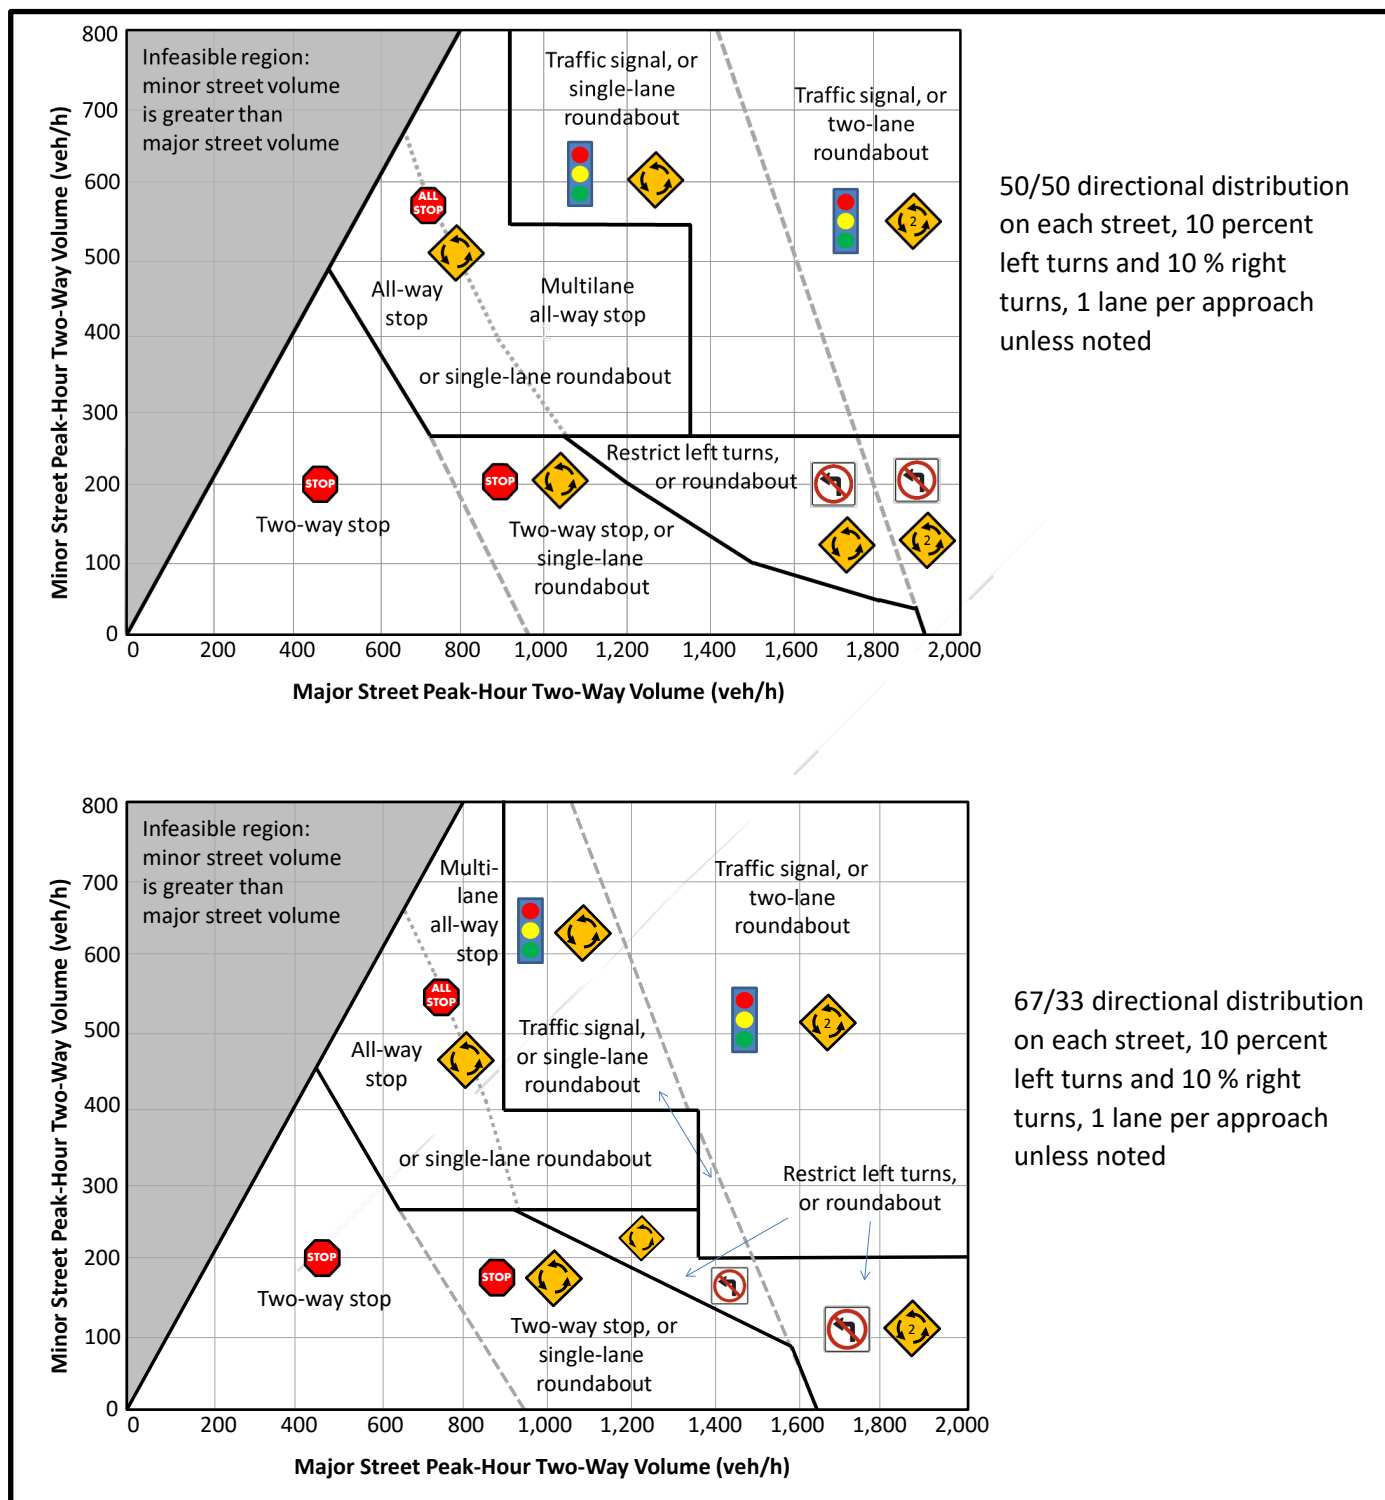 800
700
600
500
400
300
200
100
0
Minor Street Peak-Hour Two-Way Volume (veh/h)
Infeasible region:
minor street volume
is greater than
major street volume
Traffic signal, or
single-lane
roundabout
Traffic signal, or
two-lane
roundabout
ALL
STOP
2
All-way
stop
Multilane
all-way stop
or single-lane roundabout
Restrict left turns,
or roundabout
STOP
Two-way stop
STOP
Two-way stop, or
single-lane
roundabout
2
0
200
400
600
800
1,000
1,200
1,400
1,600
1,800
2,000
Major Street Peak-Hour Two-Way Volume (veh/h)
50/50 directional distribution
on each street, 10 percent
left turns and 10 % right
turns, 1 lane per approach
unless noted
800
700
600
500
400
300
200
100
0
Minor Street Peak-Hour Two-Way Volume (veh/h)
Infeasible region:
minor street volume
is greater than
major street volume
Multi-
lane
all-way
stop
Traffic signal, or
two-lane
roundabout
ALL
STOP
2
All-way
stop
Traffic signal,
or single-lane
roundabout
or single-lane roundabout
Restrict left turns,
or roundabout
STOP
Two-way stop
STOP
Two-way stop, or
single-lane
roundabout
2
0
200
400
600
800
1,000
1,200
1,400
1,600
1,800
2,000
Major Street Peak-Hour Two-Way Volume (veh/h)
67/33 directional distribution
on each street, 10 percent
left turns and 10 % right
turns, 1 lane per approach
unless noted